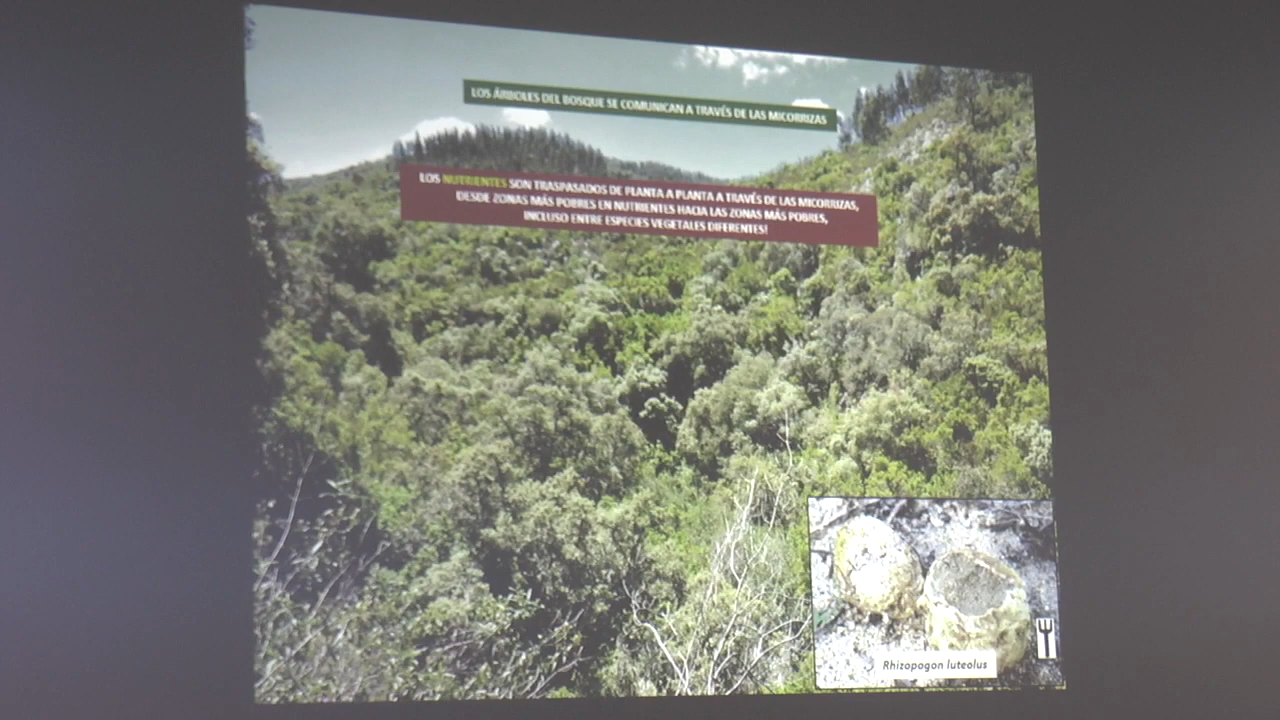 LOS ÁRBOLES DEL BOSQUE SE COMUNICAN A TRAVÉS DE LAS MICORRIZAS
LOS NUTRIENTES SON TRASPASADOS DE PLANTA A PLANTA A TRAVÉS DE LAS MICORRIZAS,
DESDE ZONAS MÁS POBRES EN NUTRIENTES HACIA LAS ZONAS MÁS POBRES,
INCLUSO ENTRE ESPECIES VEGETALES DIFERENTES!
Rhizopogon luteolus